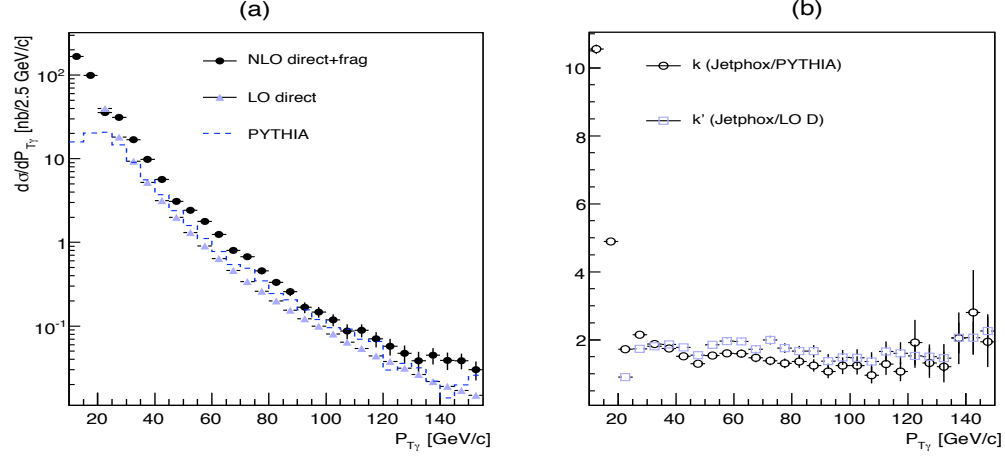 (a)
dσ/dP_Tγ [nb/2.5 GeV/c]
10²
10
1
10⁻¹
NLO direct+frag
LO direct
PYTHIA
20 40 60 80 100 120 140
P_Tγ [GeV/c]
(b)
10
8
6
4
2
k (Jetphox/PYTHIA)
k' (Jetphox/LO D)
20 40 60 80 100 120 140
P_Tγ [GeV/c]